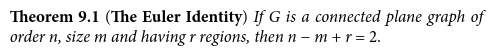 Theorem 9.1 (The Euler Identity) If G is a connected plane graph of
order n, size m and having r regions, then n − m + r = 2.